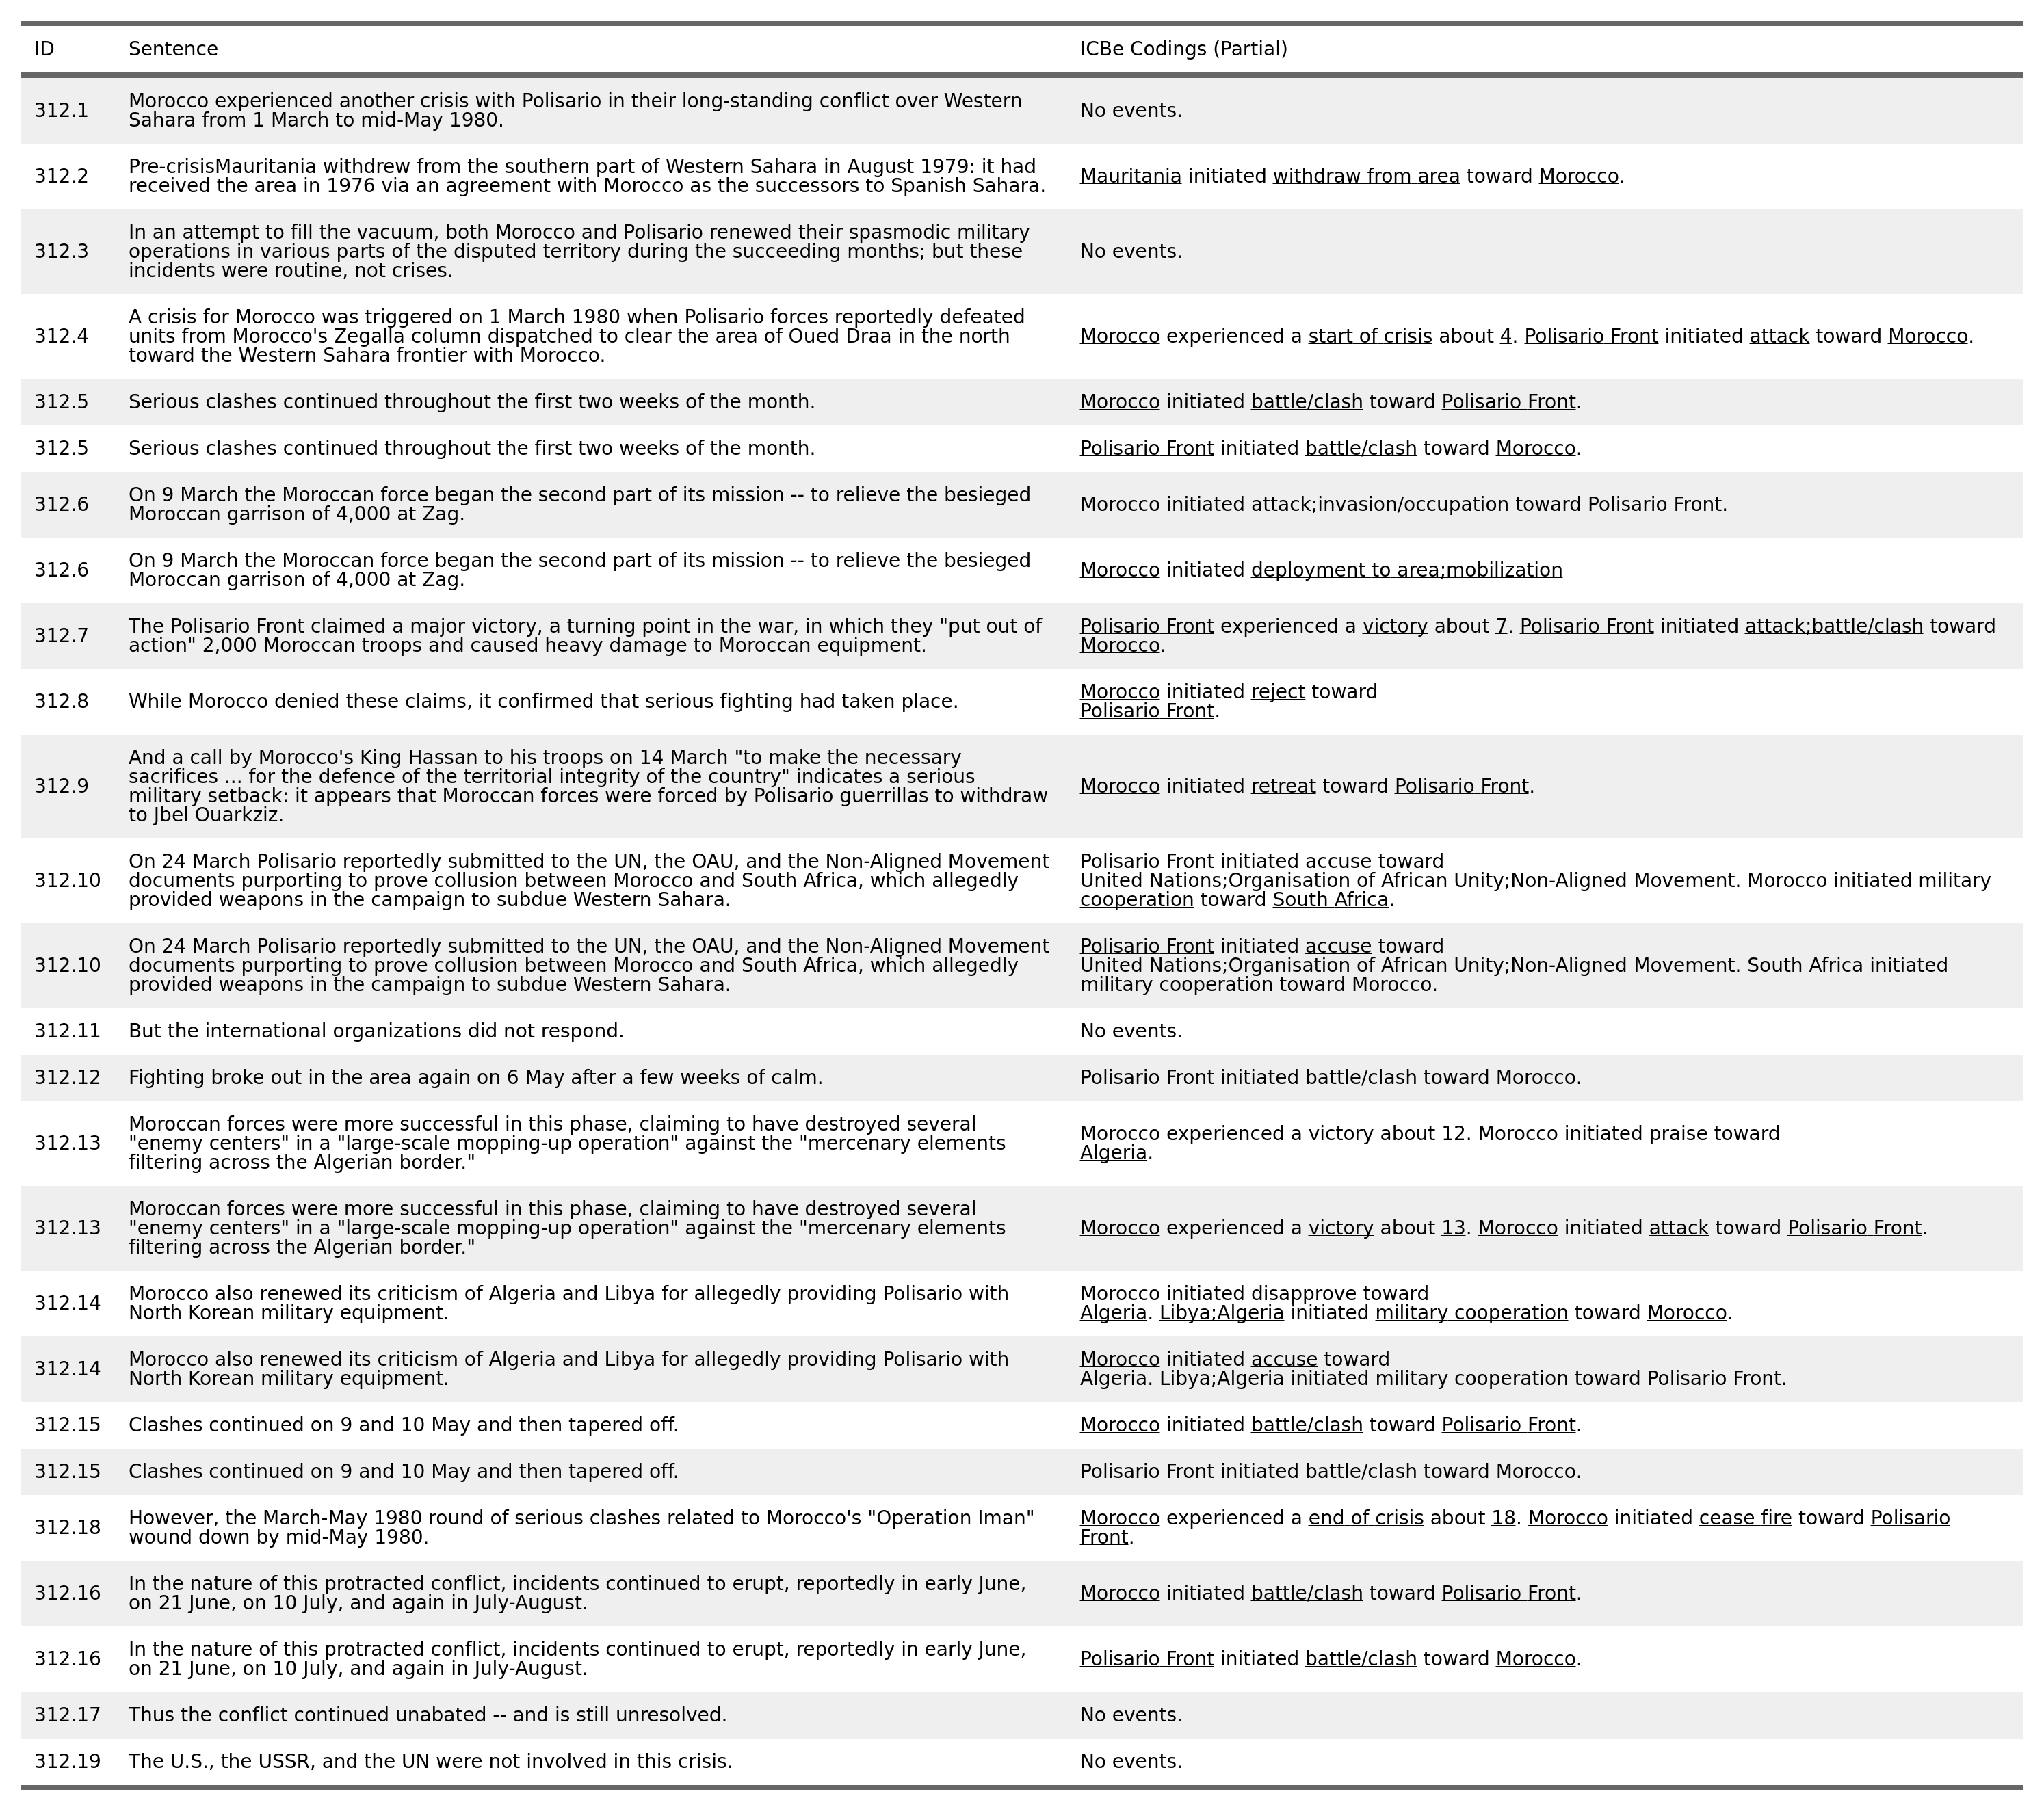 ID Sentence ICBe Codings (Partial)
312.1 Morocco experienced another crisis with Polisario in their long-standing conflict over Western
Sahara from 1 March to mid-May 1980.
No events.
312.2 Pre-crisisMauritania withdrew from the southern part of Western Sahara in August 1979: it had
received the area in 1976 via an agreement with Morocco as the successors to Spanish Sahara.
Mauritania initiated withdraw from area toward Morocco.
312.3 In an attempt to fill the vacuum, both Morocco and Polisario renewed their spasmodic military
operations in various parts of the disputed territory during the succeeding months; but these
incidents were routine, not crises.
No events.
312.4 A crisis for Morocco was triggered on 1 March 1980 when Polisario forces reportedly defeated
units from Morocco's Zegalla column dispatched to clear the area of Oued Draa in the north
toward the Western Sahara frontier with Morocco.
Morocco experienced a start of crisis about 4. Polisario Front initiated attack toward Morocco.
312.5 Serious clashes continued throughout the first two weeks of the month.
Morocco initiated battle/clash toward Polisario Front.
312.5 Serious clashes continued throughout the first two weeks of the month.
Polisario Front initiated battle/clash toward Morocco.
312.6 On 9 March the Moroccan force began the second part of its mission -- to relieve the besieged
Moroccan garrison of 4,000 at Zag.
Morocco initiated attack;invasion/occupation toward Polisario Front.
312.6 On 9 March the Moroccan force began the second part of its mission -- to relieve the besieged
Moroccan garrison of 4,000 at Zag.
Morocco initiated deployment to area;mobilization
312.7 The Polisario Front claimed a major victory, a turning point in the war, in which they "put out of
action" 2,000 Moroccan troops and caused heavy damage to Moroccan equipment.
Polisario Front experienced a victory about 7. Polisario Front initiated attack;battle/clash toward
Morocco.
312.8 While Morocco denied these claims, it confirmed that serious fighting had taken place.
Morocco initiated reject toward
Polisario Front.
312.9 And a call by Morocco's King Hassan to his troops on 14 March "to make the necessary
sacrifices ... for the defence of the territorial integrity of the country" indicates a serious
military setback: it appears that Moroccan forces were forced by Polisario guerrillas to withdraw
to Jbel Ouarkziz.
Morocco initiated retreat toward Polisario Front.
312.10 On 24 March Polisario reportedly submitted to the UN, the OAU, and the Non-Aligned Movement
documents purporting to prove collusion between Morocco and South Africa, which allegedly
provided weapons in the campaign to subdue Western Sahara.
Polisario Front initiated accuse toward
United Nations;Organisation of African Unity;Non-Aligned Movement. Morocco initiated military
cooperation toward South Africa.
312.10 On 24 March Polisario reportedly submitted to the UN, the OAU, and the Non-Aligned Movement
documents purporting to prove collusion between Morocco and South Africa, which allegedly
provided weapons in the campaign to subdue Western Sahara.
Polisario Front initiated accuse toward
United Nations;Organisation of African Unity;Non-Aligned Movement. South Africa initiated
military cooperation toward Morocco.
312.11 But the international organizations did not respond.
No events.
312.12 Fighting broke out in the area again on 6 May after a few weeks of calm.
Polisario Front initiated battle/clash toward Morocco.
312.13 Moroccan forces were more successful in this phase, claiming to have destroyed several
"enemy centers" in a "large-scale mopping-up operation" against the "mercenary elements
filtering across the Algerian border."
Morocco experienced a victory about 12. Morocco initiated praise toward
Algeria.
312.13 Moroccan forces were more successful in this phase, claiming to have destroyed several
"enemy centers" in a "large-scale mopping-up operation" against the "mercenary elements
filtering across the Algerian border."
Morocco experienced a victory about 13. Morocco initiated attack toward Polisario Front.
312.14 Morocco also renewed its criticism of Algeria and Libya for allegedly providing Polisario with
North Korean military equipment.
Morocco initiated disapprove toward
Algeria. Libya;Algeria initiated military cooperation toward Morocco.
312.14 Morocco also renewed its criticism of Algeria and Libya for allegedly providing Polisario with
North Korean military equipment.
Morocco initiated accuse toward
Algeria. Libya;Algeria initiated military cooperation toward Polisario Front.
312.15 Clashes continued on 9 and 10 May and then tapered off.
Morocco initiated battle/clash toward Polisario Front.
312.15 Clashes continued on 9 and 10 May and then tapered off.
Polisario Front initiated battle/clash toward Morocco.
312.18 However, the March-May 1980 round of serious clashes related to Morocco's "Operation Iman"
wound down by mid-May 1980.
Morocco experienced a end of crisis about 18. Morocco initiated cease fire toward Polisario
Front.
312.16 In the nature of this protracted conflict, incidents continued to erupt, reportedly in early June,
on 21 June, on 10 July, and again in July-August.
Morocco initiated battle/clash toward Polisario Front.
312.16 In the nature of this protracted conflict, incidents continued to erupt, reportedly in early June,
on 21 June, on 10 July, and again in July-August.
Polisario Front initiated battle/clash toward Morocco.
312.17 Thus the conflict continued unabated -- and is still unresolved.
No events.
312.19 The U.S., the USSR, and the UN were not involved in this crisis.
No events.